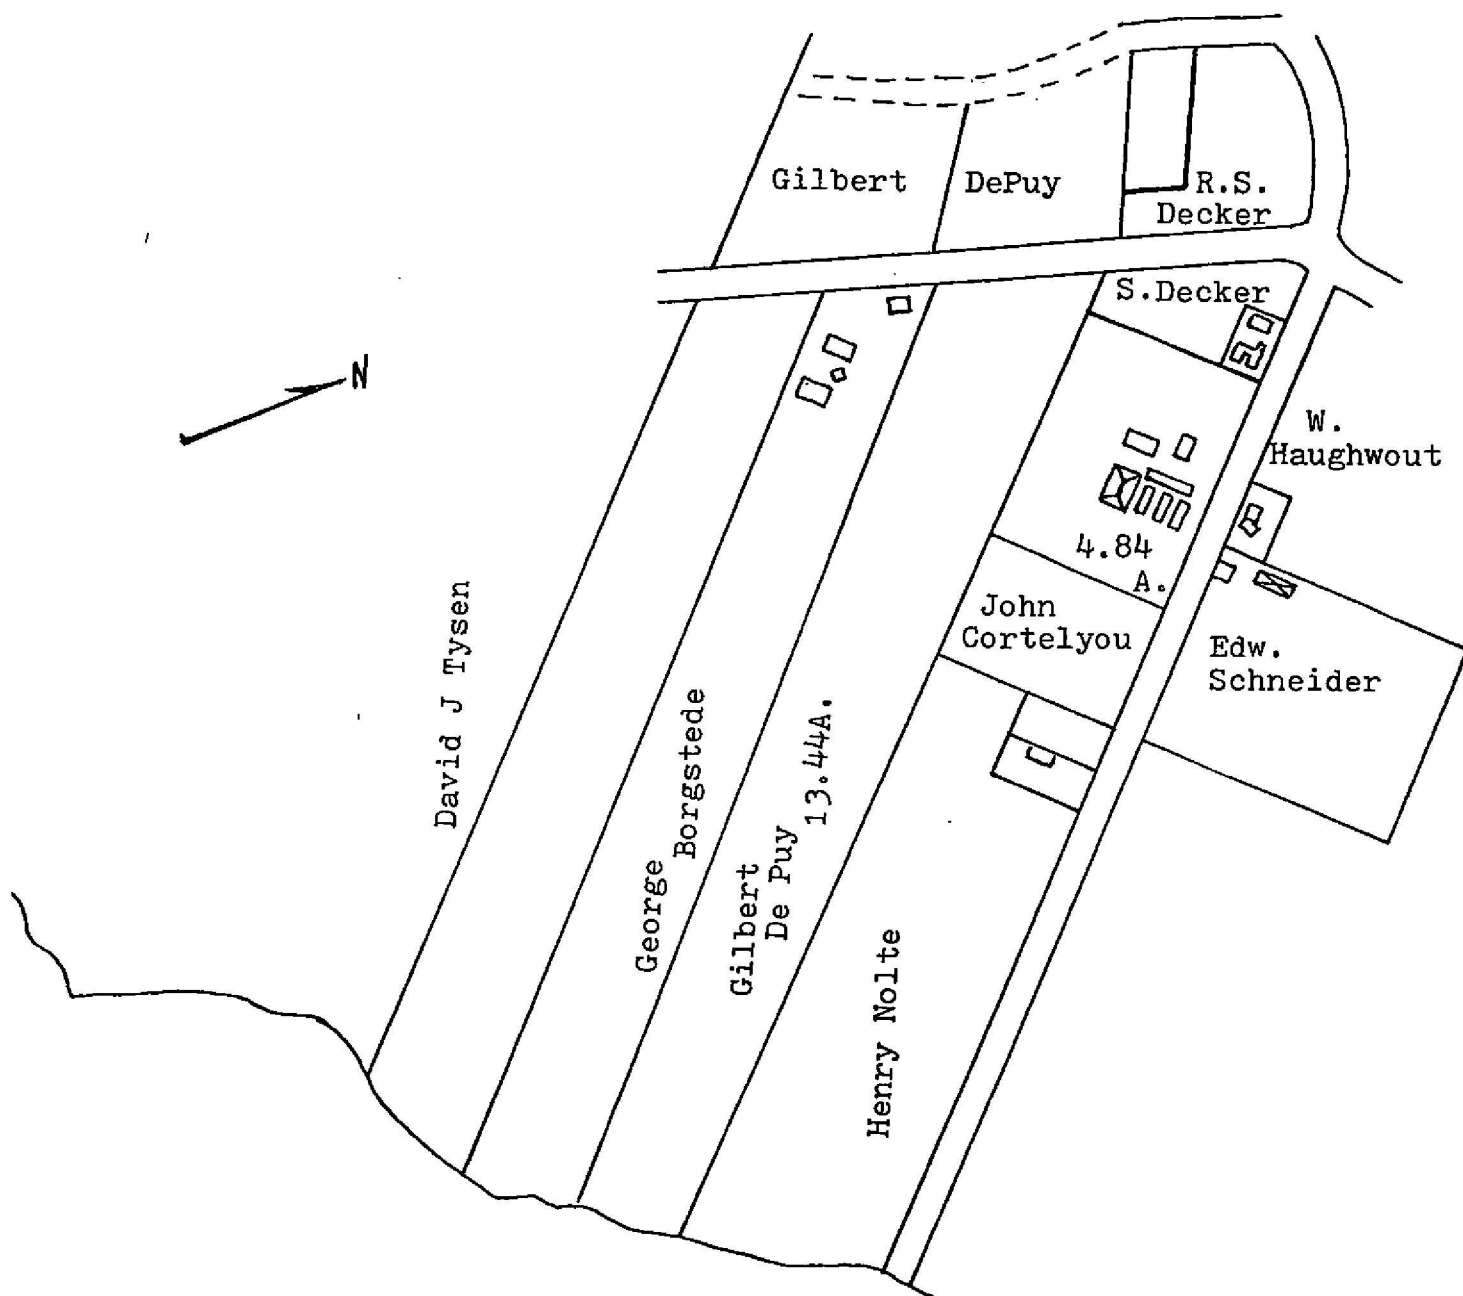 Gilbert DePuy
R.S.
Decker
S.Decker
N
W.
Haughwout
4.84
A.
John
Cortelyou
Edw.
Schneider
David J Tysen
George
Borgstede
Gilbert
De Puy
13.44A.
Henry Nolte